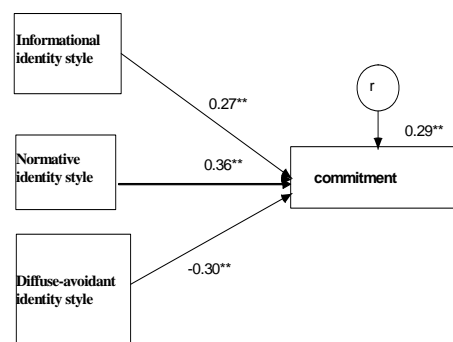 Informational
identity style
r
0.27**
0.29**
Normative
identity style
0.36**
commitment
-0.30**
Diffuse-avoidant
identity style